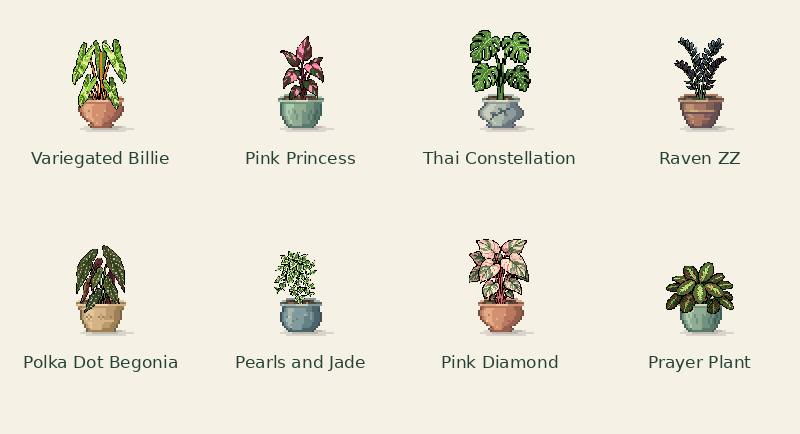 Variegated Billie
Pink Princess
Thai Constellation
Raven ZZ
Polka Dot Begonia
Pearls and Jade
Pink Diamond
Prayer Plant